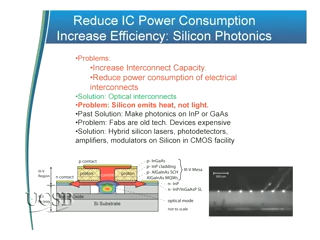 Reduce IC Power Consumption
Increase Efficiency: Silicon Photonics
•Problems:
•Increase Interconnect Capacity.
•Reduce power consumption of electrical
interconnects
•Solution: Optical interconnects
•Problem: Silicon emits heat, not light.
•Past Solution: Make photonics on InP or GaAs
•Problem: Fabs are old tech. Devices expensive
•Solution: Hybrid silicon lasers, photodetectors,
amplifiers, modulators on Silicon in CMOS facility
p contact
p- InGaAs
p- InP cladding
p- AlGaInAs SCH
AlGaInAs MQWs
III-V Mesa
III-V
Region
n contact
proton
proton
n- InP
n- InP/InGaAsP SL
optical mode
Si Substrate
not to scale